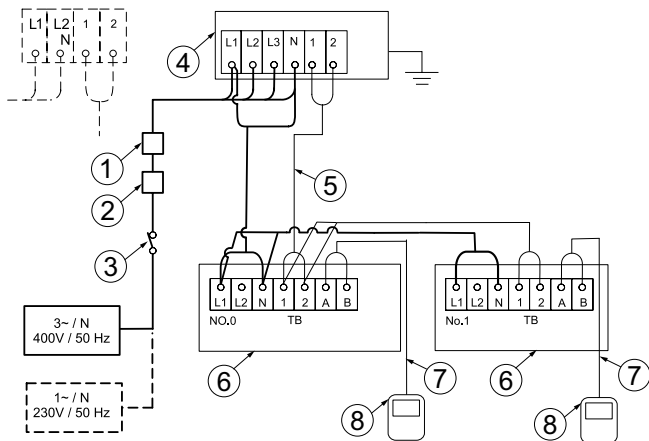 L1 L2 N 1 2
L1 L2 L3 N 1 2
4
1
2
5
3
L1 L2 N 1 2 A B
NO.0 TB
L1 L2 N 1 2 A B
No.1 TB
3~ / N
400V / 50 Hz
6
7
6
7
1~ / N
230V / 50 Hz
8
8